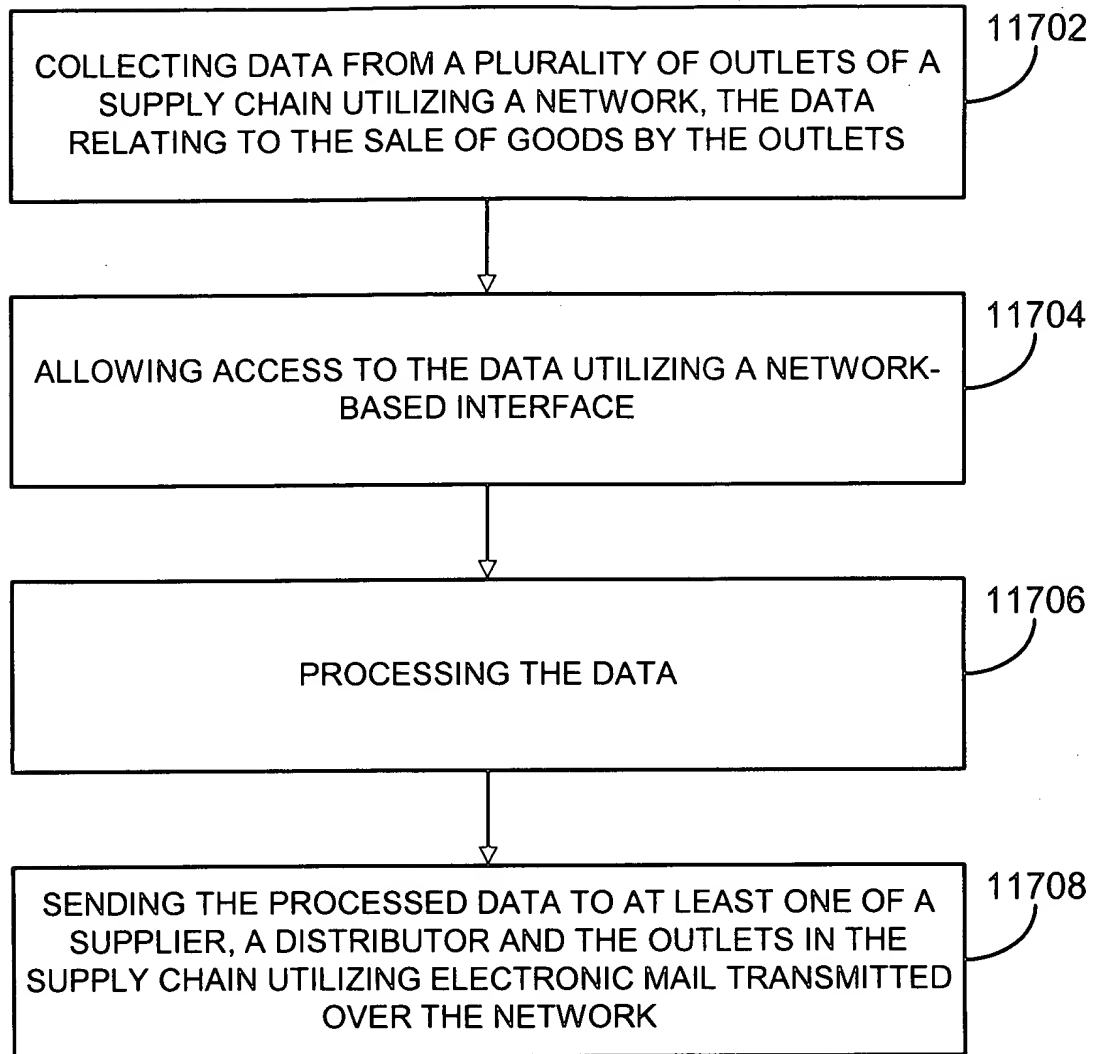 11702
COLLECTING DATA FROM A PLURALITY OF OUTLETS OF A
SUPPLY CHAIN UTILIZING A NETWORK, THE DATA
RELATING TO THE SALE OF GOODS BY THE OUTLETS
11704
ALLOWING ACCESS TO THE DATA UTILIZING A NETWORK-
BASED INTERFACE
11706
PROCESSING THE DATA
11708
SENDING THE PROCESSED DATA TO AT LEAST ONE OF A
SUPPLIER, A DISTRIBUTOR AND THE OUTLETS IN THE
SUPPLY CHAIN UTILIZING ELECTRONIC MAIL TRANSMITTED
OVER THE NETWORK